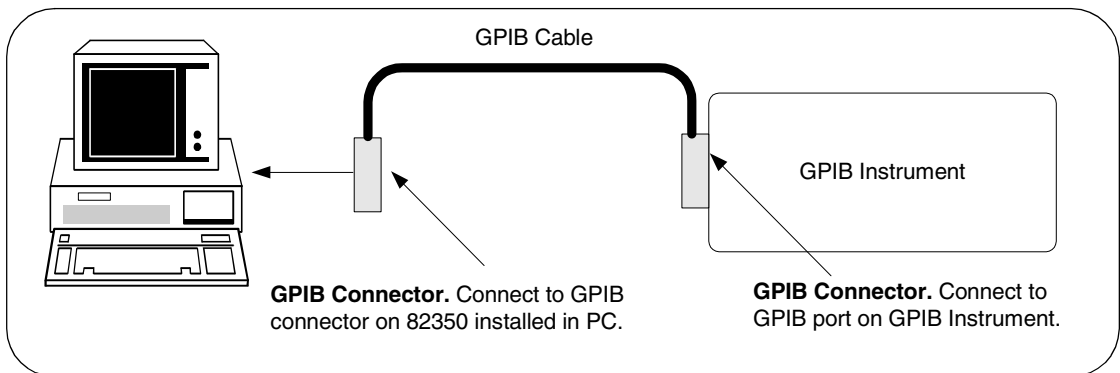 GPIB Cable
GPIB Instrument
GPIB Connector. Connect to GPIB
connector on 82350 installed in PC.
GPIB Connector. Connect to
GPIB port on GPIB Instrument.